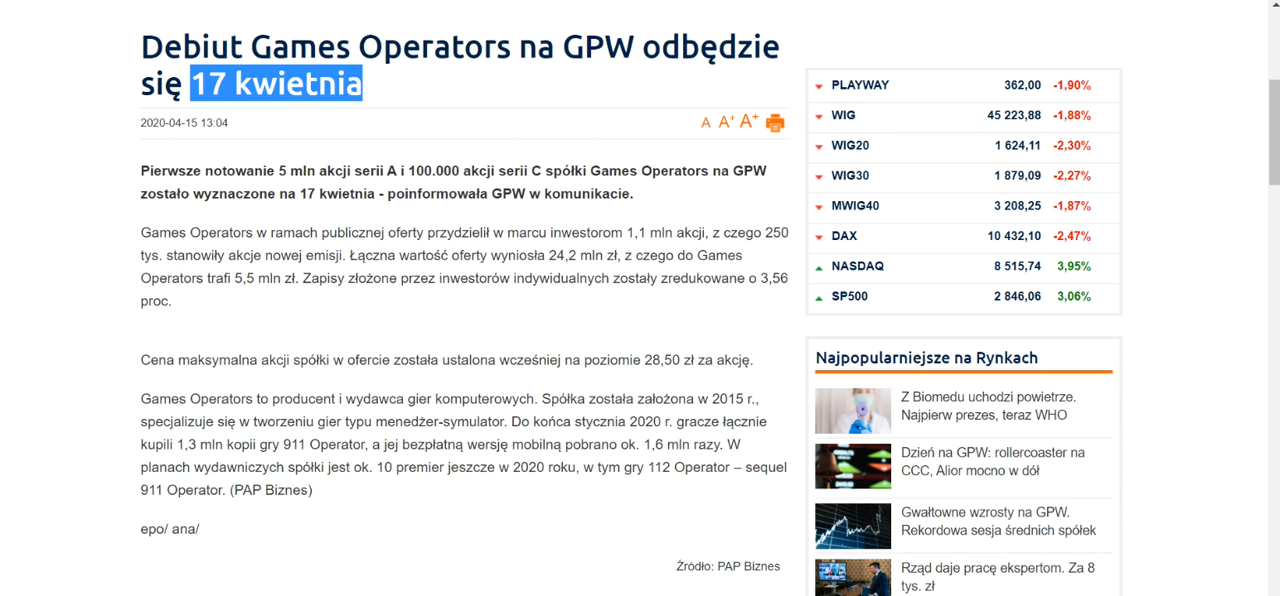 Debiut Games Operators na GPW odbędzie
się 17 kwietnia
2020-04-15 13:04
A A+ A+
Pierwsze notowanie 5 mln akcji serii A i 100.000 akcji serii C spółki Games Operators na GPW
zostało wyznaczone na 17 kwietnia - poinformowała GPW w komunikacie.
Games Operators w ramach publicznej oferty przydzielił w marcu inwestorom 1,1 mln akcji, z czego 250
tys. stanowiły akcje nowej emisji. Łączna wartość oferty wyniosła 24,2 mln zł, z czego do Games
Operators trafi 5,5 mln zł. Zapisy złożone przez inwestorów indywidualnych zostały zredukowane o 3,56
proc.
Cena maksymalna akcji spółki w ofercie została ustalona wcześniej na poziomie 28,50 zł za akcję.
Games Operators to producent i wydawca gier komputerowych. Spółka została założona w 2015 r.,
specjalizuje się w tworzeniu gier typu menedżer-symulator. Do końca stycznia 2020 r. gracze łącznie
kupili 1,3 mln kopii gry 911 Operator, a jej bezpłatną wersję mobilną pobrano ok. 1,6 mln razy. W
planach wydawniczych spółki jest ok. 10 premier jeszcze w 2020 roku, w tym gry 112 Operator – sequel
911 Operator. (PAP Biznes)
epo/ ana/
Źródło: PAP Biznes
PLAYWAY 362,00 -1,90%
WIG 45 223,88 -1,88%
WIG20 1 624,11 -2,30%
WIG30 1 879,09 -2,27%
MWIG40 3 208,25 -1,87%
DAX 10 432,10 -2,47%
NASDAQ 8 515,74 3,95%
SP500 2 846,06 3,06%
Najpopularniejsze na Rynkach
Z Biomedu uchodzi powietrze.
Najpierw prezes, teraz WHO
Dzień na GPW: rollercoaster na
CCC, Alior mocno w dół
Gwałtowne wzrosty na GPW.
Rekordowa sesja średnich spółek
Rząd daje pracę ekspertom. Za 8
tys. zł